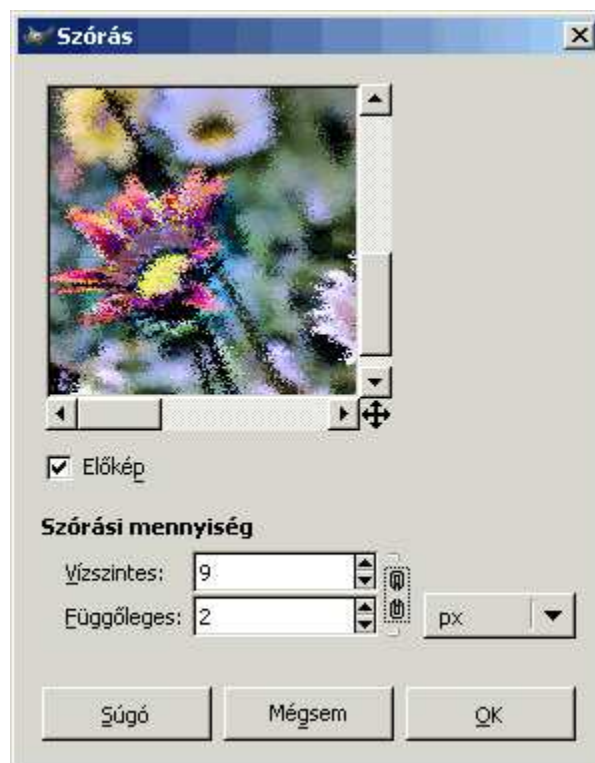 Szórás
Előkép
Szórási mennyiség
Vízszintes: 9
Függőleges: 2
px
Súgó Mégsem OK